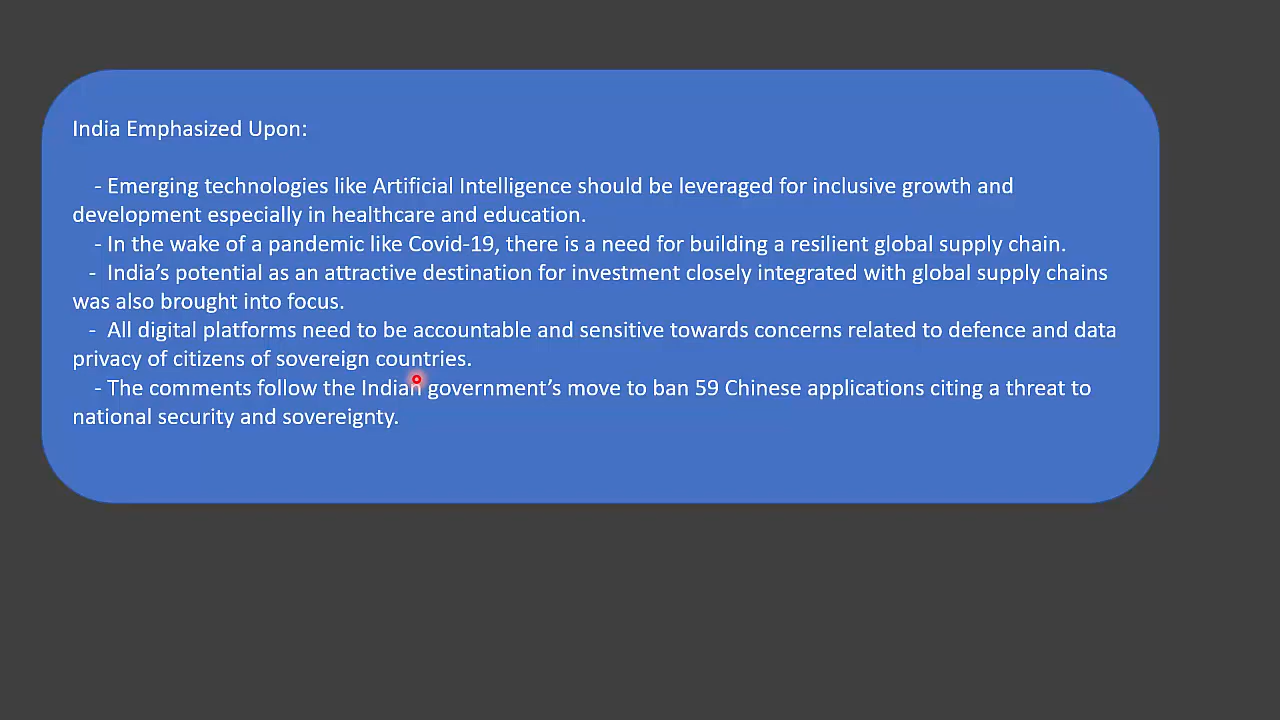 India Emphasized Upon:
- Emerging technologies like Artificial Intelligence should be leveraged for inclusive growth and
development especially in healthcare and education.
- In the wake of a pandemic like Covid-19, there is a need for building a resilient global supply chain.
- India’s potential as an attractive destination for investment closely integrated with global supply chains
was also brought into focus.
- All digital platforms need to be accountable and sensitive towards concerns related to defence and data
privacy of citizens of sovereign countries.
- The comments follow the Indian government’s move to ban 59 Chinese applications citing a threat to
national security and sovereignty.